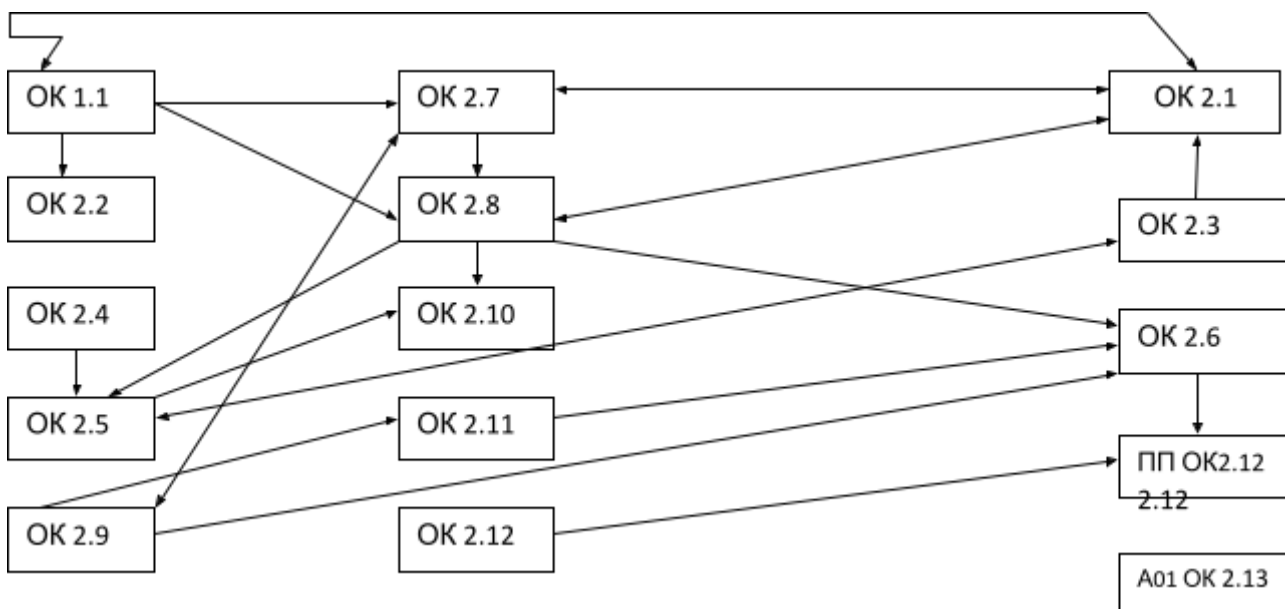 ОК 1.1
ОК 2.7
ОК 2.1
ОК 2.2
ОК 2.8
ОК 2.3
ОК 2.4
ОК 2.10
ОК 2.6
ОК 2.5
ОК 2.11
ПП ОК2.12
2.12
ОК 2.9
ОК 2.12
А01 ОК 2.13